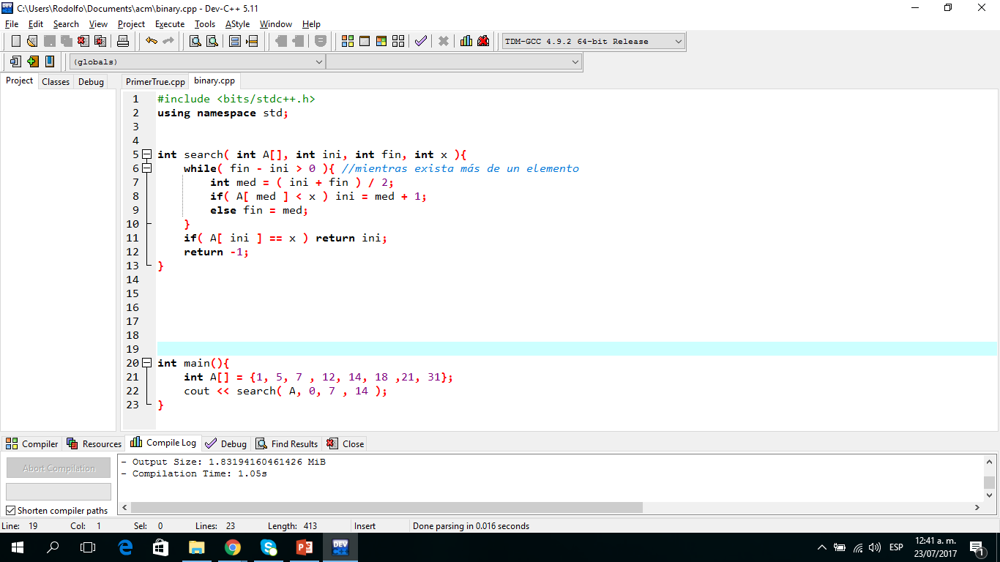 C:\Users\Rodolfo\Documents\acm\binary.cpp - Dev-C++ 5.11
File Edit Search View Project Execute Tools AStyle Window Help
TDM-GCC 4.9.2 64-bit Release
(globals)
Project Classes Debug PrimerTrue.cpp binary.cpp
1 #include <bits/stdc++.h>
2 using namespace std;
3
4
5 int search( int A[], int ini, int fin, int x ){
6 while( fin - ini > 0 ){ //mientras exista más de un elemento
7 int med = ( ini + fin ) / 2;
8 if( A[ med ] < x ) ini = med + 1;
9 else fin = med;
10 }
11 if( A[ ini ] == x ) return ini;
12 return -1;
13 }
14
15
16
17
18
19
20 int main(){
21 int A[] = {1, 5, 7 , 12, 14, 18 ,21, 31};
22 cout << search( A, 0, 7 , 14 );
23 }
Compiler Resources Compile Log Debug Find Results Close
Abort Compilation
- Output Size: 1.83194160461426 MiB
- Compilation Time: 1.05s
Shorten compiler paths
Line: 19 Col: 1 Sel: 0 Lines: 23 Length: 413 Insert Done parsing in 0.016 seconds
DEV C++
ESP
12:41 a. m.
23/07/2017
1